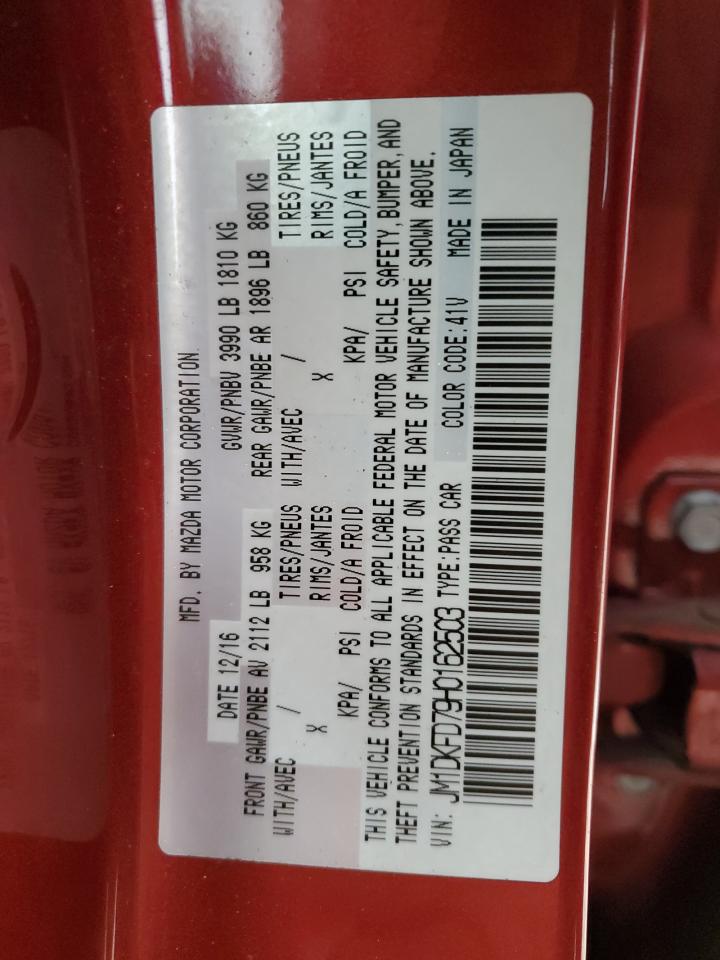 MFD. BY MAZDA MOTOR CORPORATION
DATE 12/16 GVWR/PNBV 3990 LB 1810 KG
FRONT GAWR/PNBE AV 2112 LB 958 KG REAR GAWR/PNBE AR 1896 LB 860 KG
WITH/AVEC / TIRES/PNEUS WITH/AVEC / TIRES/PNEUS
X RIMS/JANTES X RIMS/JANTES
KPA/ PSI COLD/A FROID KPA/ PSI COLD/A FROID
THIS VEHICLE CONFORMS TO ALL APPLICABLE FEDERAL MOTOR VEHICLE SAFETY, BUMPER, AND
THEFT PREVENTION STANDARDS IN EFFECT ON THE DATE OF MANUFACTURE SHOWN ABOVE.
VIN: JM1DKFD79H0162503 TYPE:PASS CAR COLOR CODE:41V MADE IN JAPAN